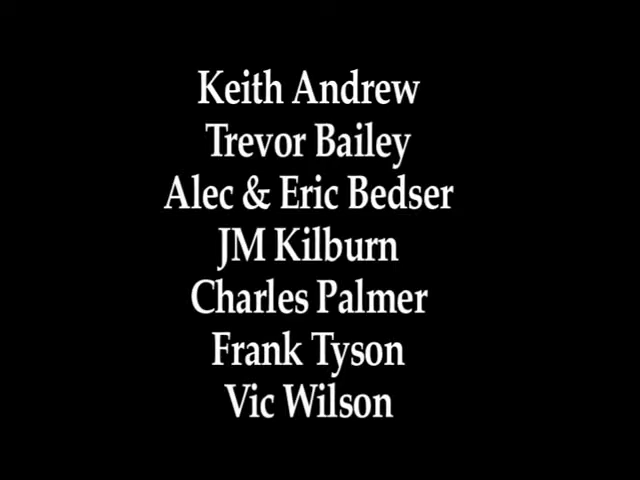 Keith Andrew
Trevor Bailey
Alec & Eric Bedser
JM Kilburn
Charles Palmer
Frank Tyson
Vic Wilson